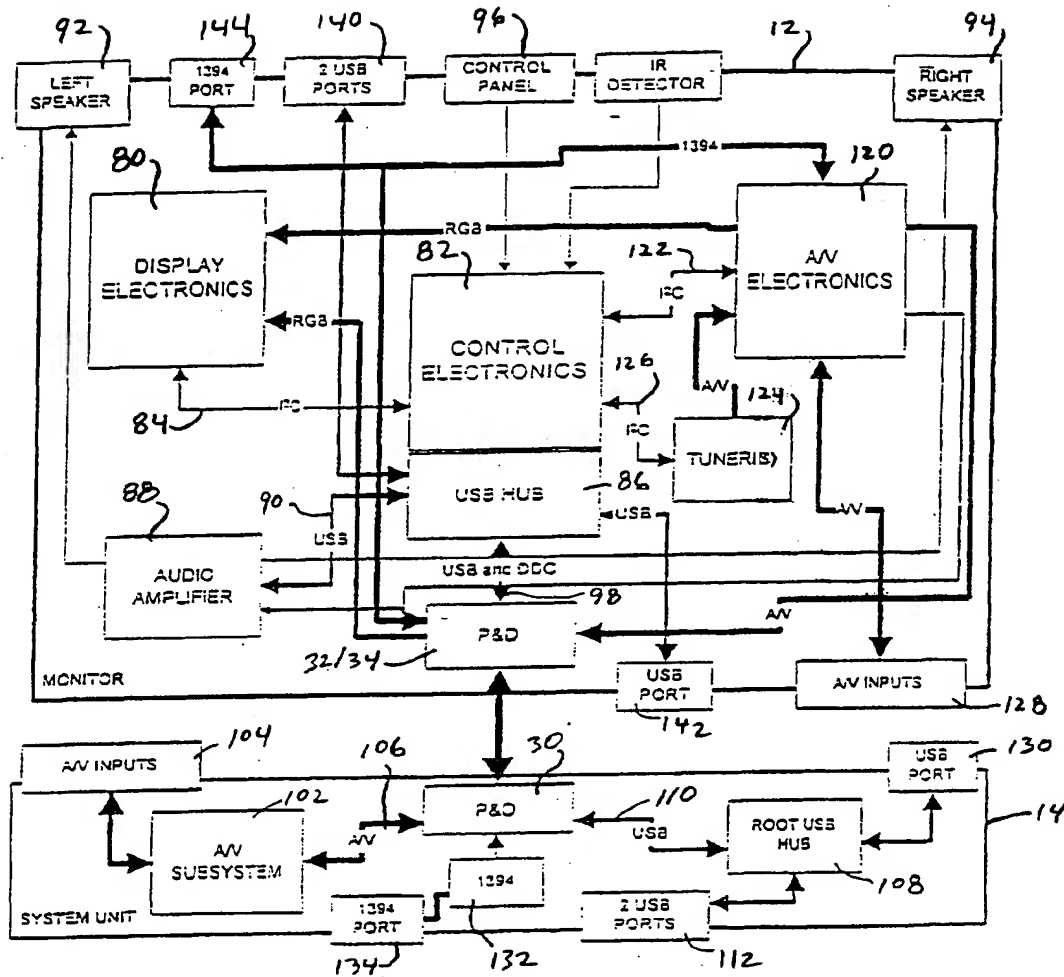 92
144
140
96
12
94
LEFT
SPEAKER
1394
PORT
2 USB
PORTS
CONTROL
PANEL
IR
DETECTOR
RIGHT
SPEAKER
1394
80
120
RGB
DISPLAY
ELECTRONICS
82
122
A/V
ELECTRONICS
I²C
RGB
CONTROL
ELECTRONICS
126
A/V
124
84
I²C
I²C
TUNER(S)
88
90
USB HUB
86
USB
A/V
USB
AUDIO
AMPLIFIER
USB and DDC
98
P&D
A/V
32/34
MONITOR
USB
PORT
142
A/V INPUTS
128
104
106
30
130
A/V INPUTS
USB
PORT
102
P&D
110
14
A/V
USB
ROOT USB
HUB
A/V
SUBSYSTEM
1394
108
SYSTEM UNIT
1394
PORT
2 USB
PORTS
134
132
112